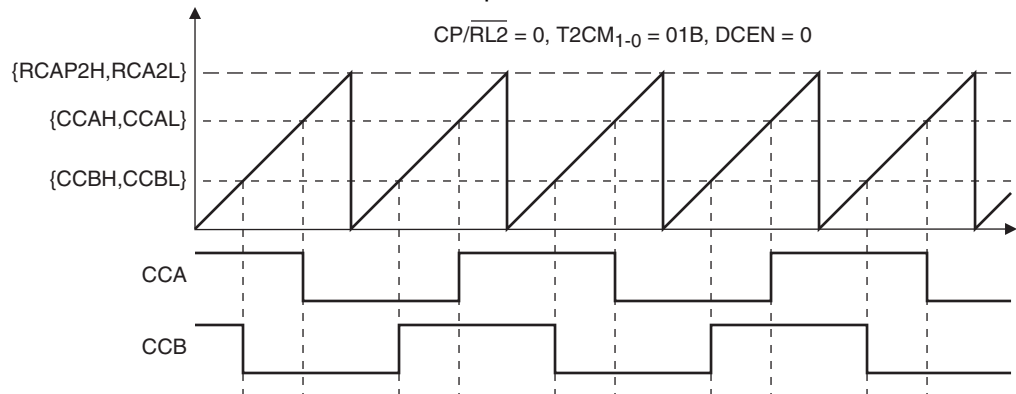 CP/RL2 = 0, T2CM1-0 = 01B, DCEN = 0
{RCAP2H,RCA2L}
{CCAH,CCAL}
{CCBH,CCBL}
CCA
CCB